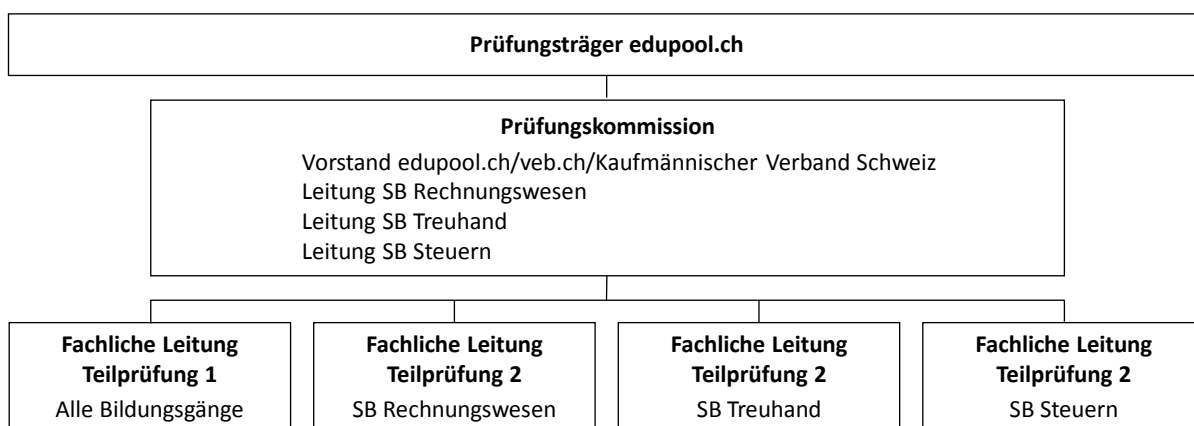 Prüfungsträger edupool.ch
Prüfungskommission
Vorstand edupool.ch/veb.ch/Kaufmännischer Verband Schweiz
Leitung SB Rechnungswesen
Leitung SB Treuhand
Leitung SB Steuern
Fachliche Leitung
Teilprüfung 1
Alle Bildungsgänge
Fachliche Leitung
Teilprüfung 2
SB Rechnungswesen
Fachliche Leitung
Teilprüfung 2
SB Treuhand
Fachliche Leitung
Teilprüfung 2
SB Steuern